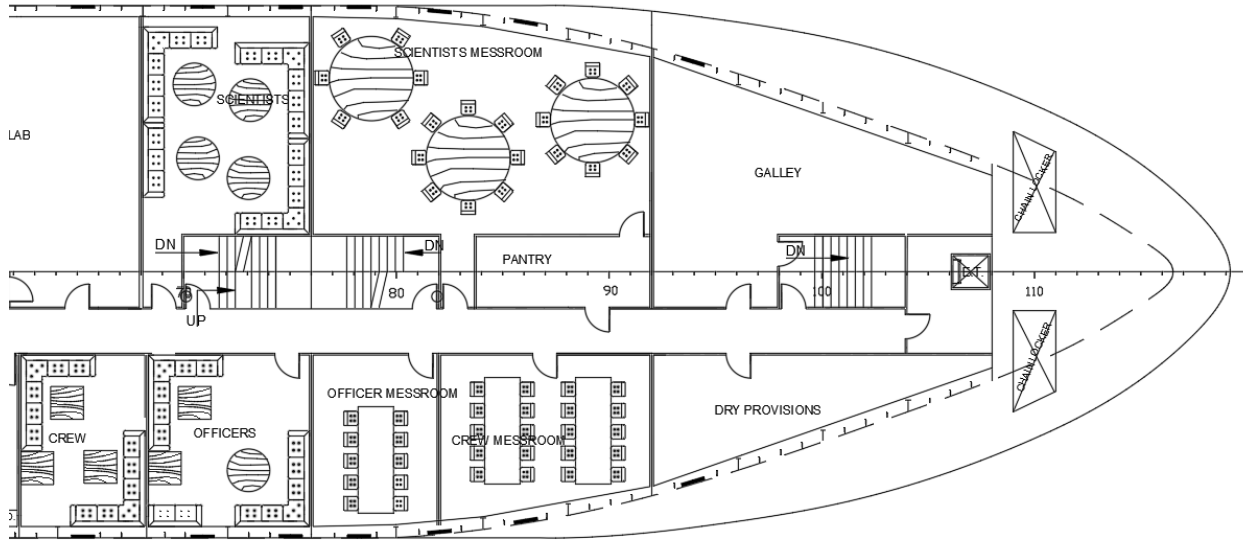 SCIENTISTS MESSROOM
SCIENTISTS
LAB
GALLEY
CHAIN LOCKER
DN
DN
DN
PANTRY
80
90
100
110
UP
CHAIN LOCKER
OFFICER MESSROOM
DRY PROVISIONS
CREW
OFFICERS
CREW MESSROOM